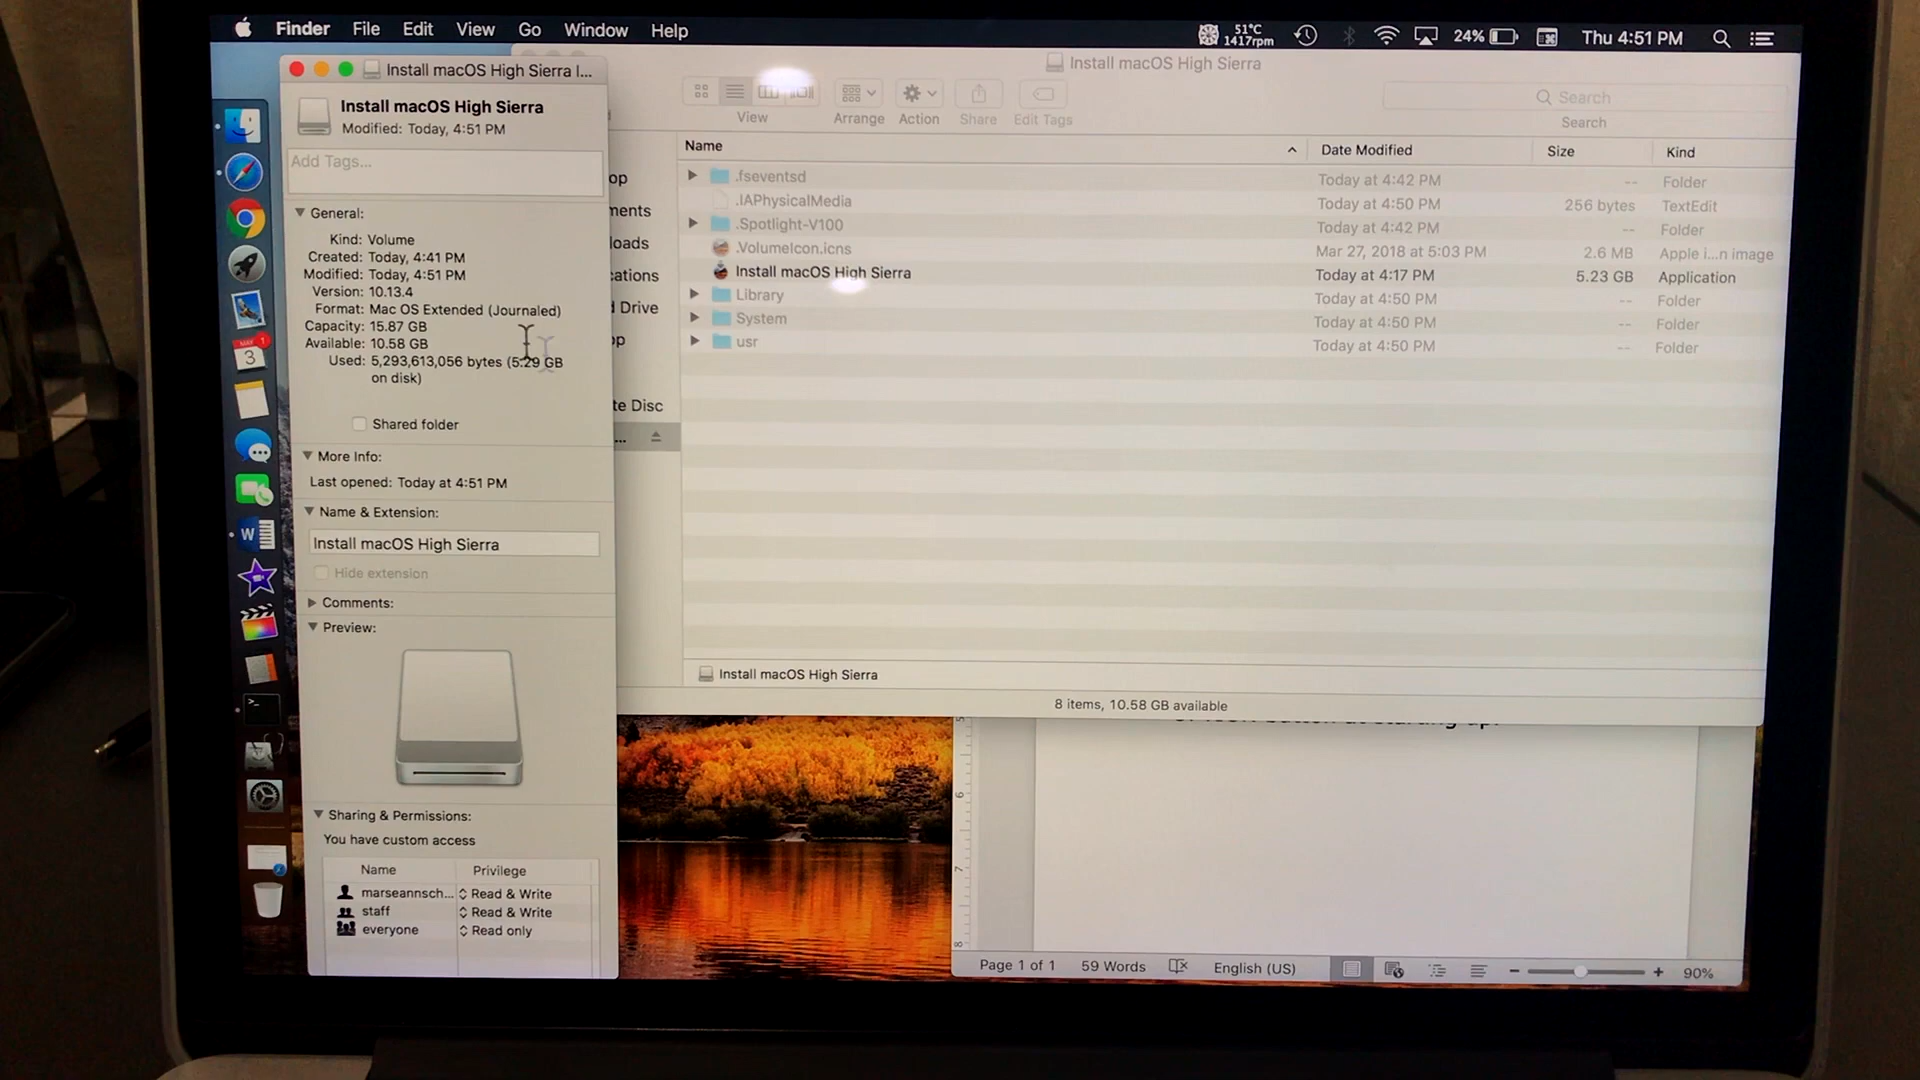 Finder File Edit View Go Window Help
51°C
1417rpm
24%
Thu 4:51 PM
Install macOS High Sierra I...
Install macOS High Sierra
Modified: Today, 4:51 PM
Add Tags...
General:
Kind: Volume
Created: Today, 4:41 PM
Modified: Today, 4:51 PM
Version: 10.13.4
Format: Mac OS Extended (Journaled)
Capacity: 15.87 GB
Available: 10.58 GB
Used: 5,293,613,056 bytes (5.29 GB
on disk)
Shared folder
More Info:
Last opened: Today at 4:51 PM
Name & Extension:
Install macOS High Sierra
Hide extension
Comments:
Preview:
Sharing & Permissions:
You have custom access
Name Privilege
marseannsch... Read & Write
staff Read & Write
everyone Read only
Install macOS High Sierra
View Arrange Action Share Edit Tags
Search
Search
op
ments
loads
cations
d Drive
op
te Disc
...
Name Date Modified Size Kind
.fseventsd Today at 4:42 PM -- Folder
.IAPhysicalMedia Today at 4:50 PM 256 bytes TextEdit
.Spotlight-V100 Today at 4:42 PM -- Folder
.VolumeIcon.icns Mar 27, 2018 at 5:03 PM 2.6 MB Apple i...n image
Install macOS High Sierra Today at 4:17 PM 5.23 GB Application
Library Today at 4:50 PM -- Folder
System Today at 4:50 PM -- Folder
usr Today at 4:50 PM -- Folder
Install macOS High Sierra
8 items, 10.58 GB available
6
7
8
Page 1 of 1 59 Words English (US) 90%
MAY
3
W